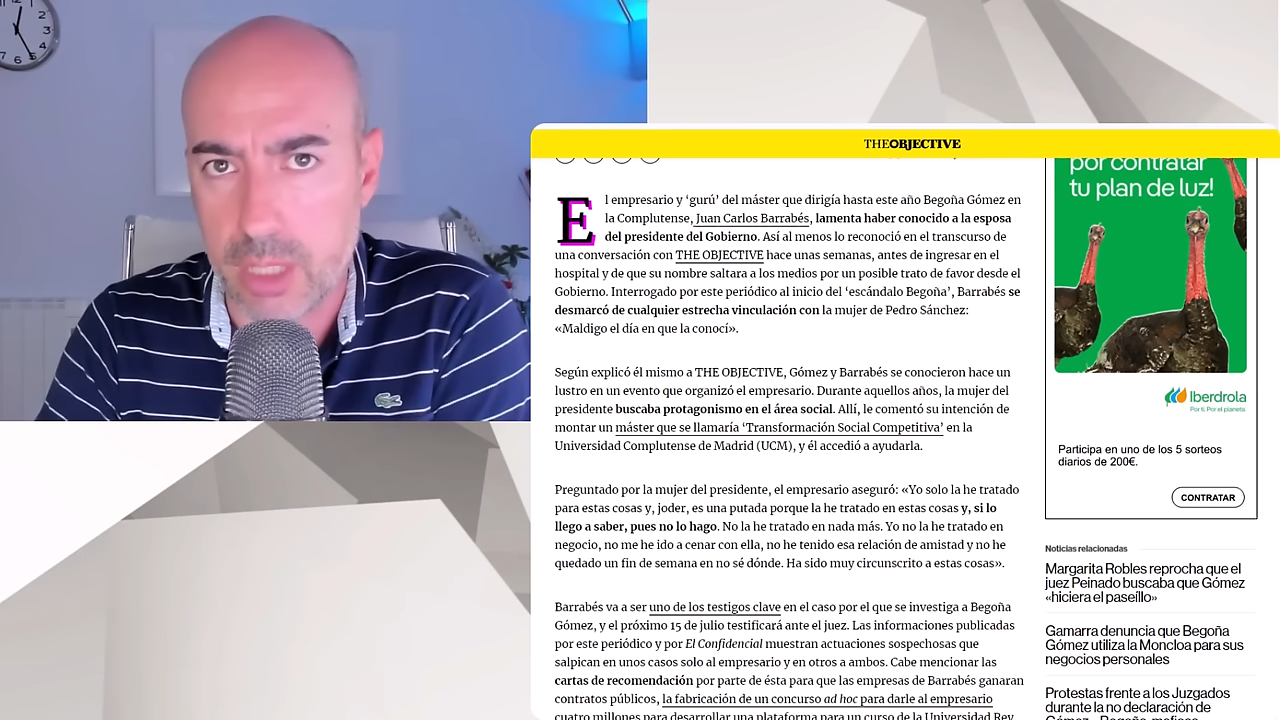 THEOBJECTIVE
El empresario y ‘gurú’ del máster que dirigía hasta este año Begoña Gómez en
la Complutense, Juan Carlos Barrabés, lamenta haber conocido a la esposa
del presidente del Gobierno. Así al menos lo reconoció en el transcurso de
una conversación con THE OBJECTIVE hace unas semanas, antes de ingresar en el
hospital y de que su nombre saltara a los medios por un posible trato de favor desde el
Gobierno. Interrogado por este periódico al inicio del ‘escándalo Begoña’, Barrabés se
desmarcó de cualquier estrecha vinculación con la mujer de Pedro Sánchez:
«Maldigo el día en que la conocí».
Según explicó él mismo a THE OBJECTIVE, Gómez y Barrabés se conocieron hace un
lustro en un evento que organizó el empresario. Durante aquellos años, la mujer del
presidente buscaba protagonismo en el área social. Allí, le comentó su intención de
montar un máster que se llamaría ‘Transformación Social Competitiva’ en la
Universidad Complutense de Madrid (UCM), y él accedió a ayudarla.
Preguntado por la mujer del presidente, el empresario aseguró: «Yo solo la he tratado
para estas cosas y, joder, es una putada porque la he tratado en estas cosas y, si lo
llego a saber, pues no lo hago. No la he tratado en nada más. Yo no la he tratado en
negocio, no me he ido a cenar con ella, no he tenido esa relación de amistad y no he
quedado un fin de semana en no sé dónde. Ha sido muy circunscrito a estas cosas».
Barrabés va a ser uno de los testigos clave en el caso por el que se investiga a Begoña
Gómez, y el próximo 15 de julio testificará ante el juez. Las informaciones publicadas
por este periódico y por El Confidencial muestran actuaciones sospechosas que
salpican en unos casos solo al empresario y en otros a ambos. Cabe mencionar las
cartas de recomendación por parte de ésta para que las empresas de Barrabés ganaran
contratos públicos, la fabricación de un concurso ad hoc para darle al empresario
cuatro millones para desarrollar una plataforma para un curso de la Universidad Rey
por contratar
tu plan de luz!
Iberdrola
Por ti. Por el planeta
Participa en uno de los 5 sorteos
diarios de 200€.
CONTRATAR
Noticias relacionadas
Margarita Robles reprocha que el
juez Peinado buscaba que Gómez
«hiciera el paseíllo»
Gamarra denuncia que Begoña
Gómez utiliza la Moncloa para sus
negocios personales
Protestas frente a los Juzgados
durante la no declaración de